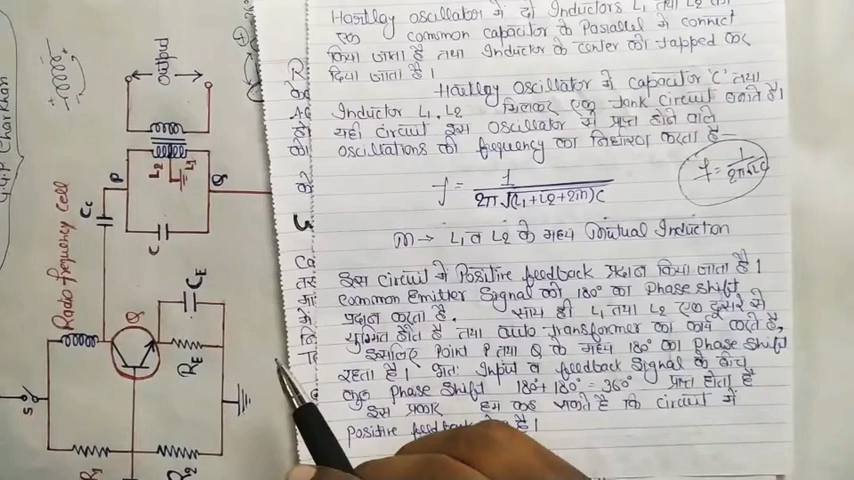 Hartley oscillator में दो Inductors L₁ तथा L2 को
एक common capacitor के Parallel में connect
किया जाता है तथा Inductor के center को tapped कर
दिया जाता है।
Hartley oscillator में capacitor 'C' तथा
Inductor L₁, L₂ मिलकर एक Tank circuit बनाते हैं।
यही circuit इस oscillator से प्राप्त होने वाले
oscillations की frequency का निर्धारण करता है—
f = 1 / 2π√(L₁+L2+2m)C
f = 1 / 2π√LC
m → L₁ व L2 के मध्य Mutual Induction
इस Circuit में Positive feedback प्रदान किया जाता है।
Common Emitter Signal को 180° का Phase shift
प्रदान करता है. साथ ही L₁ तथा L2 एक दूसरे से
युग्मित होते हैं तथा auto transformer का कार्य करते हैं,
इसलिए Point P तथा Q के मध्य 180° का Phase shift
रहता है। अतः Input व feedback Signal के बीच
कुल Phase shift 180°+180° = 360° प्राप्त होता है
इस प्रकार हम कह सकते हैं कि circuit में
Positive है।
Radio frequency Cell
Output
P
Q
L₂
L₁
C
Cc
CE
RE
Q
S
R₁
R₂